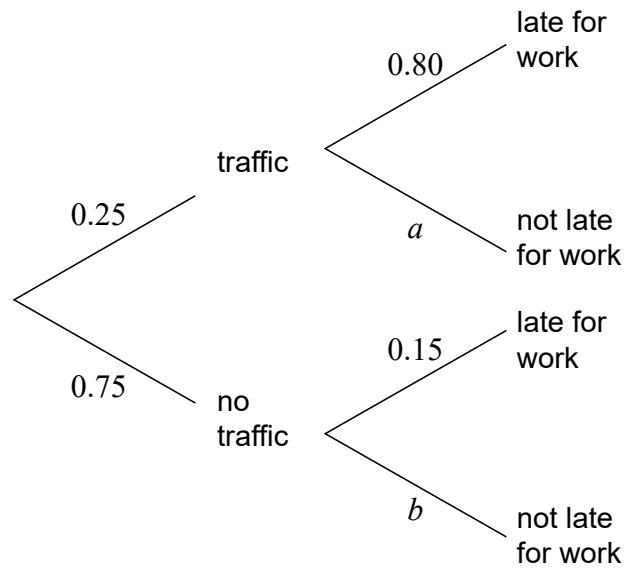 late for
work
0.80
traffic
0.25
a
not late
for work
late for
work
0.15
0.75
no
traffic
b
not late
for work